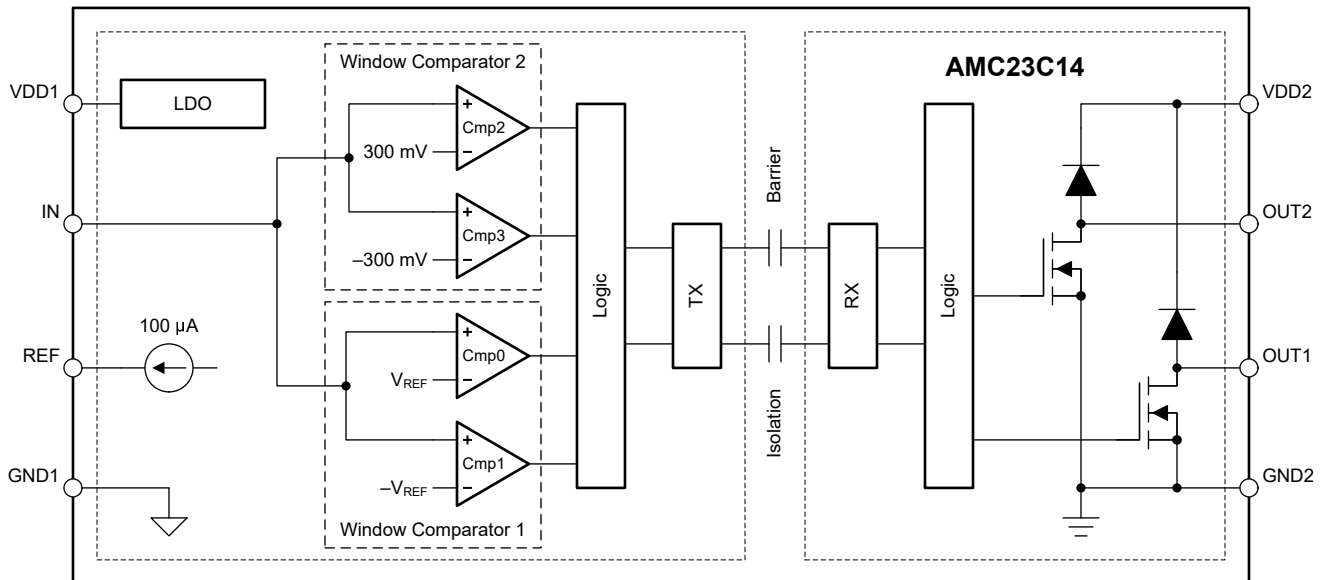 AMC23C14
Window Comparator 2
VDD1
LDO
Cmp2
+
−
300 mV
IN
Cmp3
+
−
–300 mV
100 µA
REF
Cmp0
+
−
VREF
GND1
Cmp1
+
−
–VREF
Window Comparator 1
Logic
TX
Barrier
Isolation
RX
Logic
VDD2
OUT2
OUT1
GND2